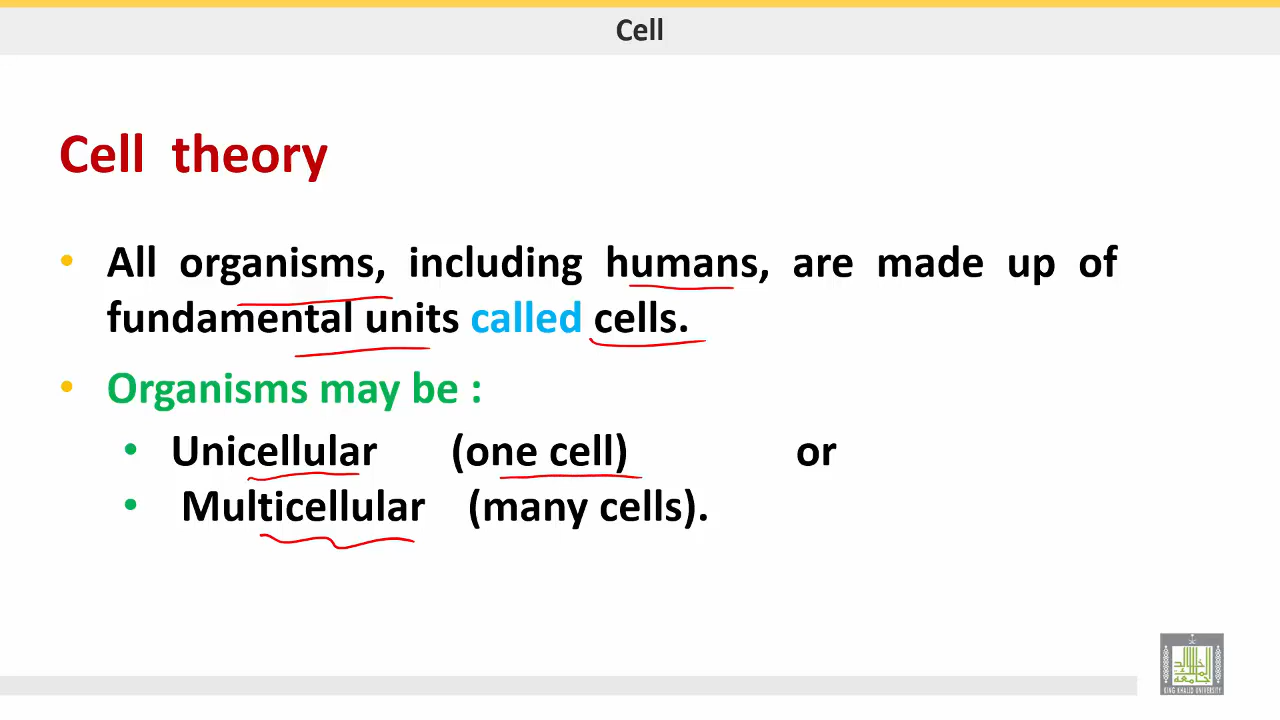 Cell
Cell theory
• All organisms, including humans, are made up of
fundamental units called cells.
• Organisms may be :
• Unicellular (one cell) or
• Multicellular (many cells).
KING KHALID UNIVERSITY